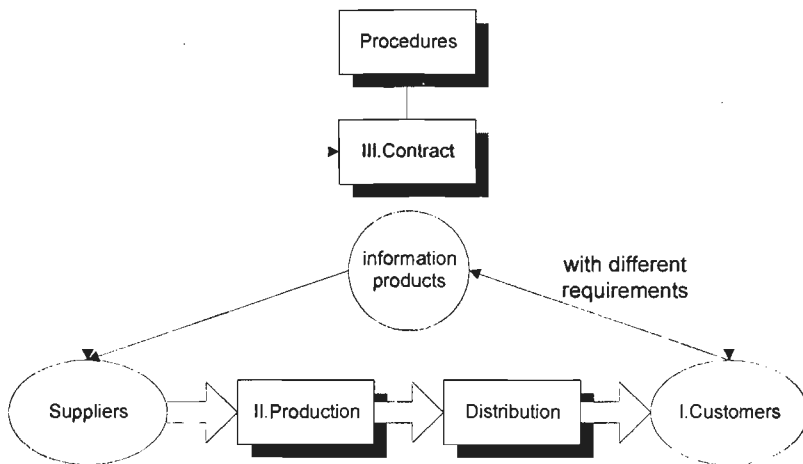 Procedures
III.Contract
information
products
with different
requirements
Suppliers
II.Production
Distribution
I.Customers